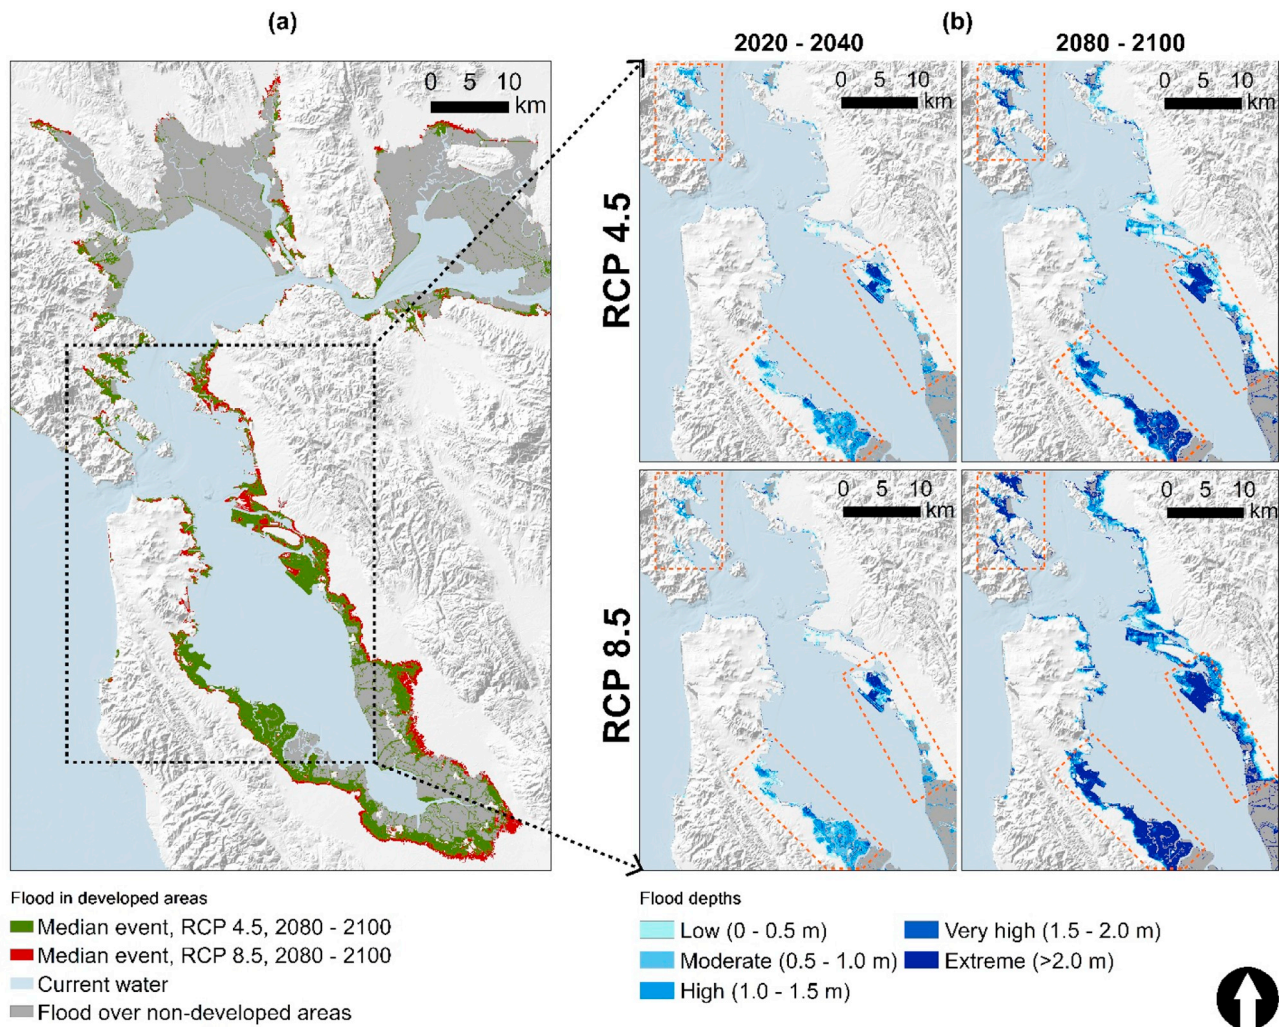 (a)
(b)
2020 - 2040
2080 - 2100
0 5 10
km
0 5 10
km
0 5 10
km
RCP 4.5
0 5 10
km
0 5 10
km
RCP 8.5
Flood in developed areas
Median event, RCP 4.5, 2080 - 2100
Median event, RCP 8.5, 2080 - 2100
Current water
Flood over non-developed areas
Flood depths
Low (0 - 0.5 m)
Moderate (0.5 - 1.0 m)
High (1.0 - 1.5 m)
Very high (1.5 - 2.0 m)
Extreme (>2.0 m)